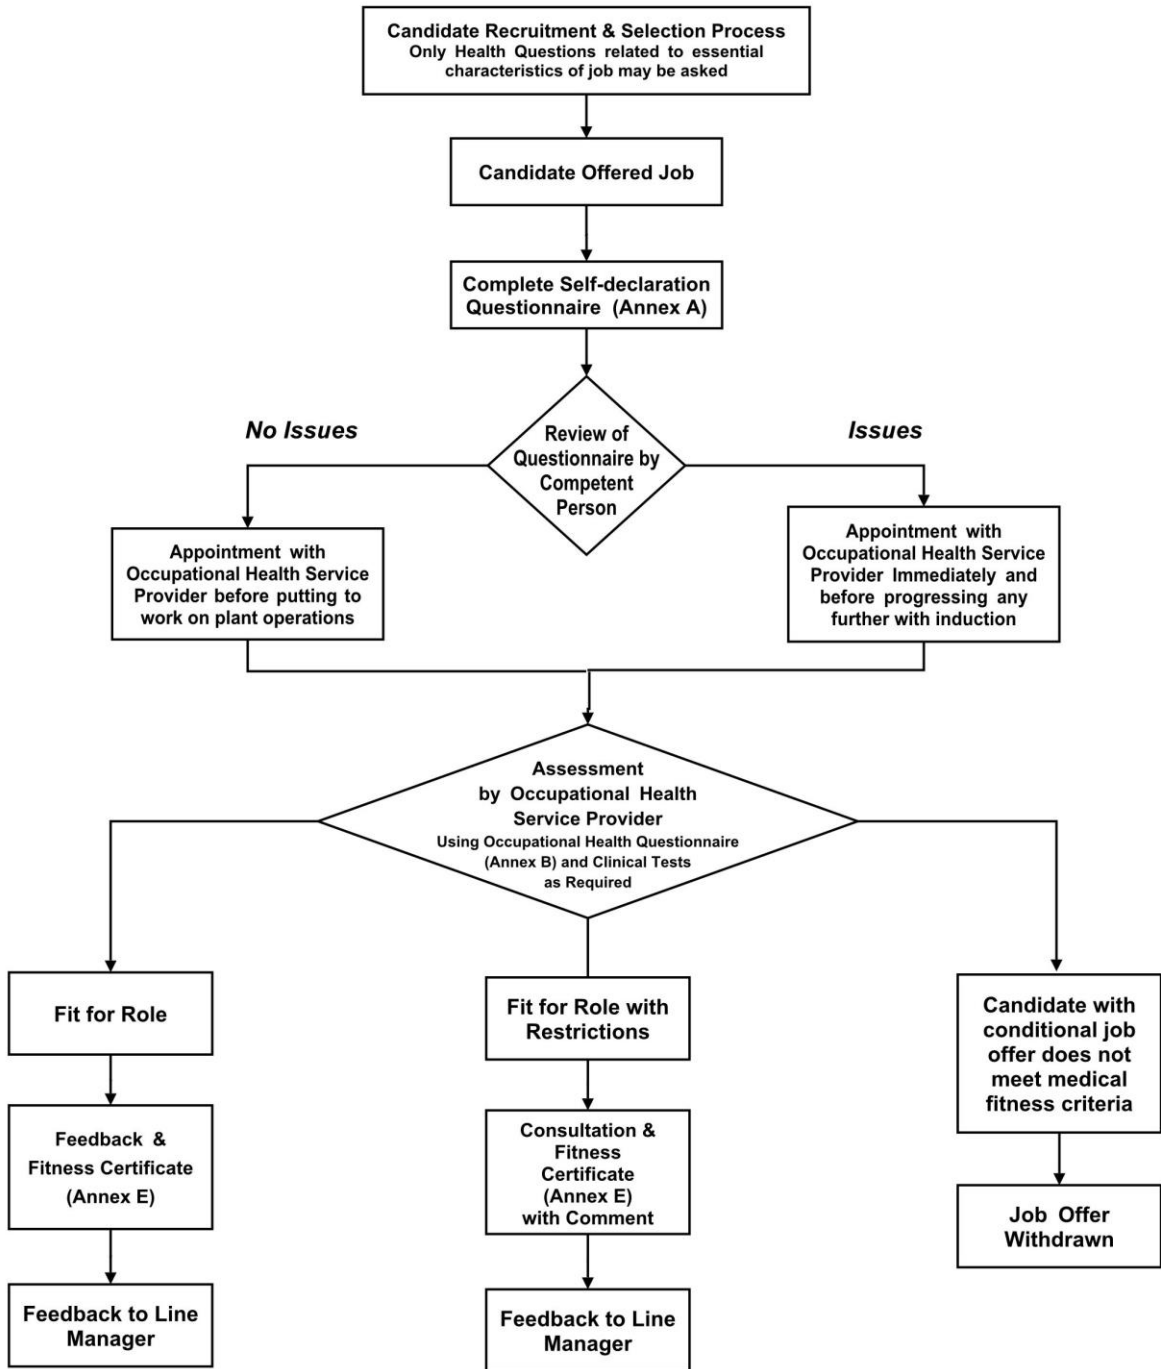 Candidate Recruitment & Selection Process
Only Health Questions related to essential
characteristics of job may be asked
Candidate Offered Job
Complete Self-declaration
Questionnaire (Annex A)
No Issues
Issues
Review of
Questionnaire by
Competent
Person
Appointment with
Occupational Health Service
Provider before putting to
work on plant operations
Appointment with
Occupational Health Service
Provider Immediately and
before progressing any
further with induction
Assessment
by Occupational Health
Service Provider
Using Occupational Health Questionnaire
(Annex B) and Clinical Tests
as Required
Fit for Role
Fit for Role with
Restrictions
Candidate with
conditional job
offer does not
meet medical
fitness criteria
Feedback &
Fitness Certificate
(Annex E)
Consultation &
Fitness
Certificate
(Annex E)
with Comment
Job Offer
Withdrawn
Feedback to Line
Manager
Feedback to Line
Manager